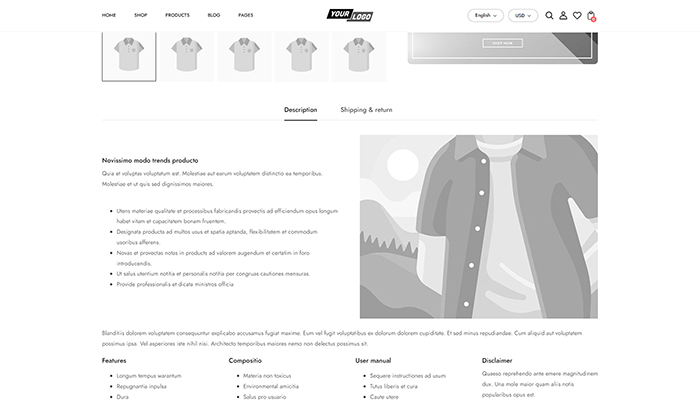 HOME SHOP PRODUCTS BLOG PAGES YOUR LOGO English USD
SHOP NOW
Description Shipping & return
Novissimo modo trends producto
Quia et voluptas voluptatum est. Molestiae aut earum voluptatem distinctio ea temporibus.
Molestiae et ut quis sed dignissimos maiores.
Utens materiae qualitate et processibus fabricandis provectis ad efficiendum opus longum
habet vitam et capacitatem bonam fruentem.
Designata producta ad multos usus et spatia aptanda, flexibilitatem et commodum
usoribus afferens.
Novas et provectas notas in producto ad valorem augendum et certatim in foro
introducendis.
Ut salus utentium notitia et personalis notitia per congruas cautiones mensuras.
Provide professionalis et dicate ministros officia
Blanditiis dolorem voluptatem consequuntur explicabo accusamus fugiat maxime. Eum vel fugit voluptatibus ex dolorum dolorem cupiditate. Et sed minus repudiandae. Cum aliquid aut voluptatem
possimus ipsa. Vel asperiores iste nihil nisi. Architecto temporibus maiores nemo non delectus possimus sit.
Features Compositio User manual Disclaimer
Longum tempus warantum Materia non toxicus Sequere instructiones ad usum Quaeso reprehendo ante emere magnitudinem
Repugnantia inpulsa Environmental amicitia Tutus liberis et cura dux. Una mole maior quam aliis notis
Dura Salus pro usuario Caute utere popularibus opus est.